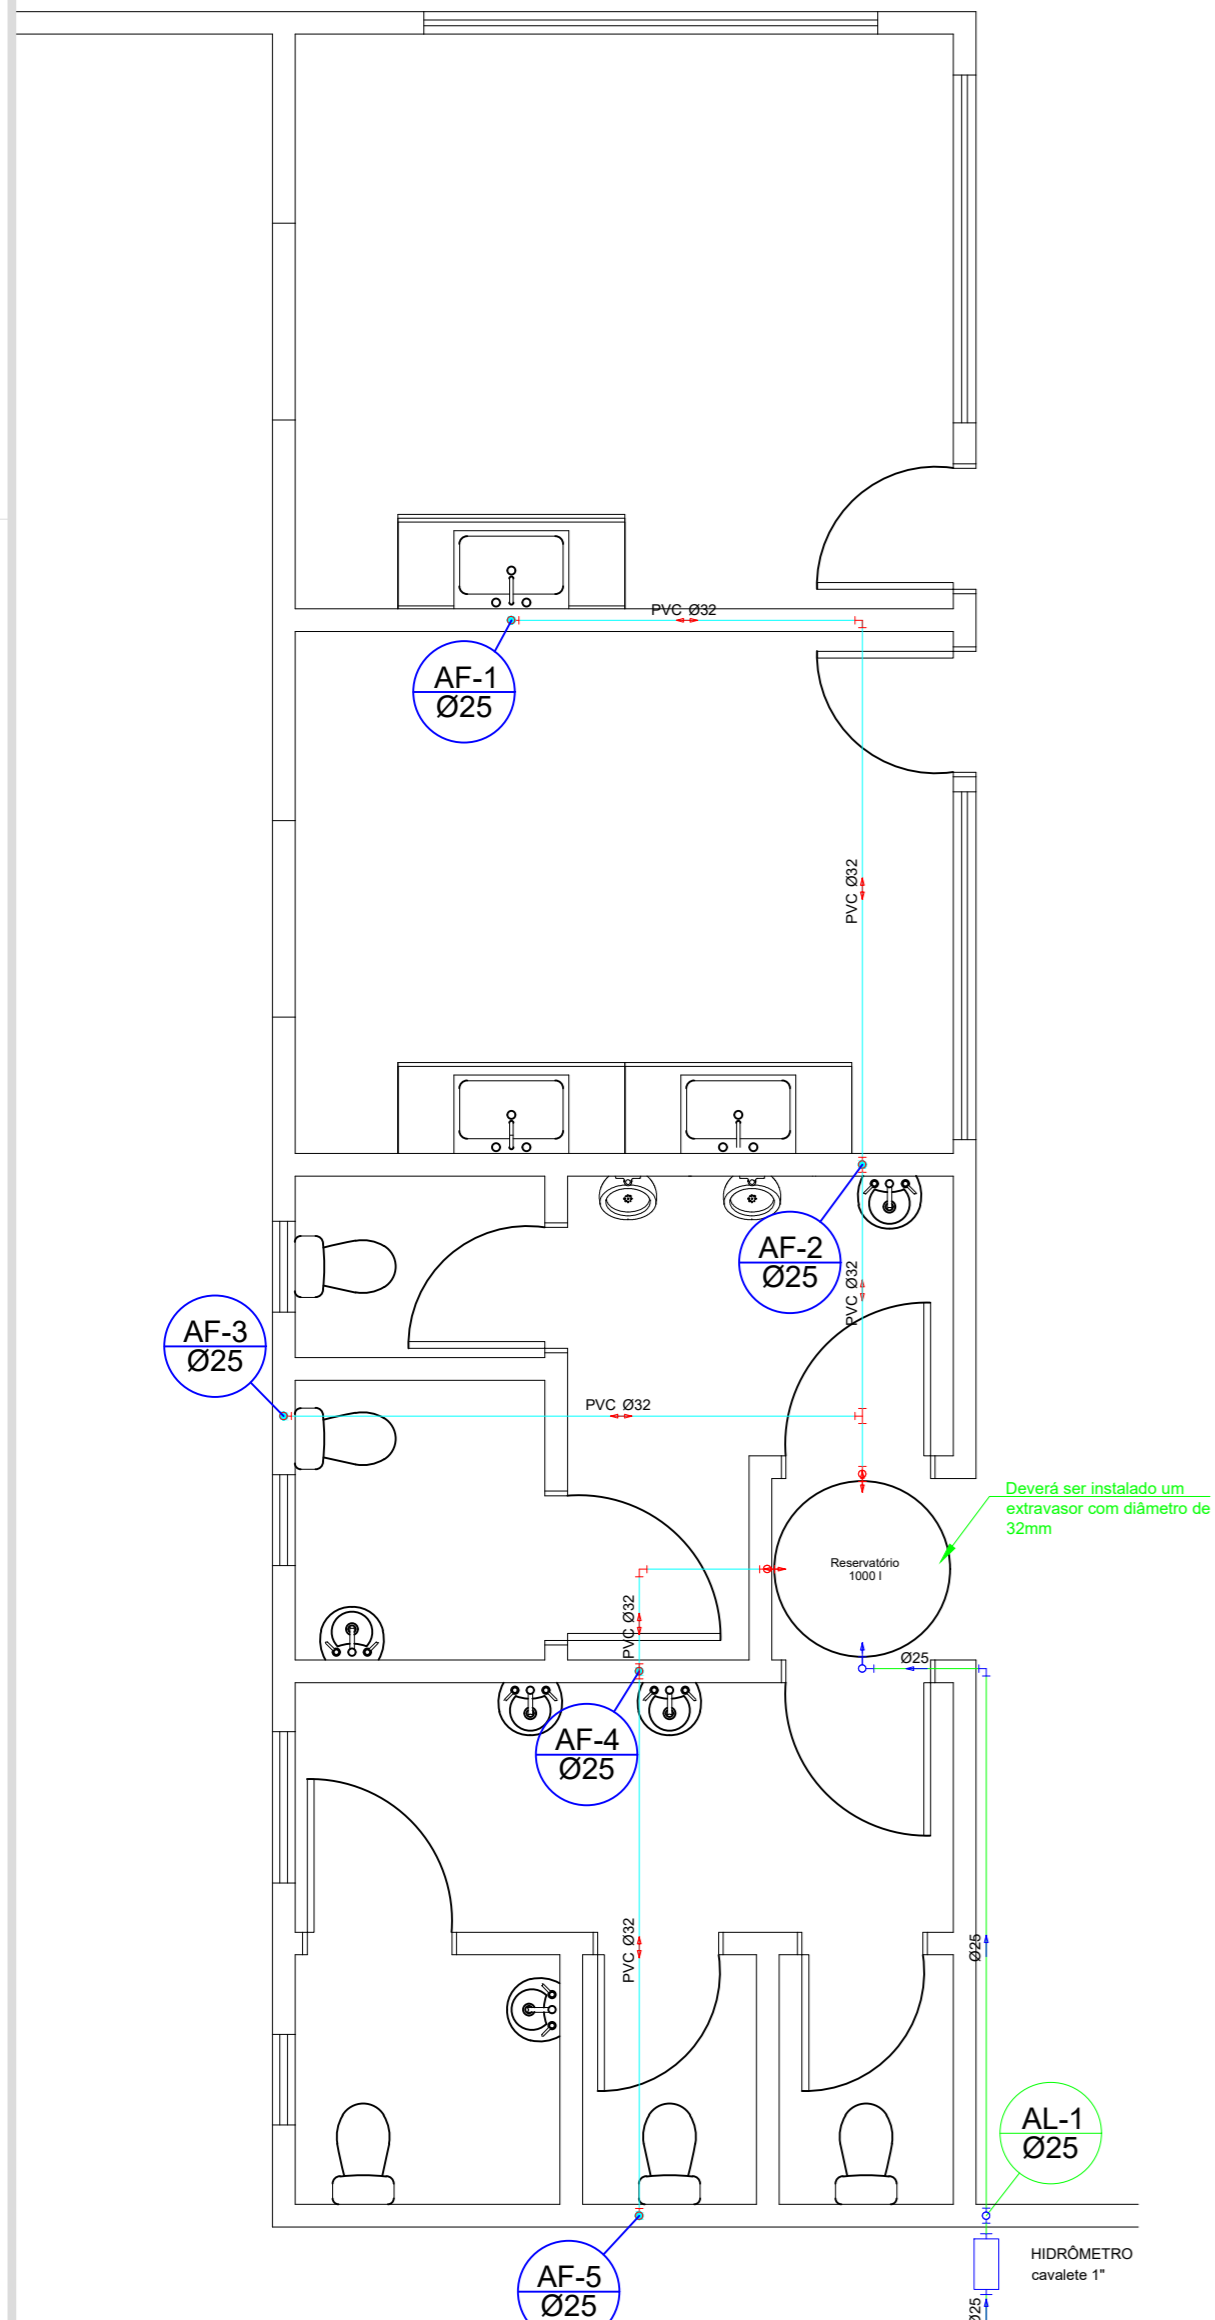 PVC Ø32
AF-1
Ø25
PVC Ø32
AF-2
Ø25
PVC Ø32
AF-3
Ø25
PVC Ø32
Deverá ser instalado um
extravasor com diâmetro de
32mm
Reservatório
1000 l
PVC Ø32
Ø25
AF-4
Ø25
PVC Ø32
Ø25
AL-1
Ø25
HIDRÔMETRO
cavalete 1"
AF-5
Ø25
Ø25